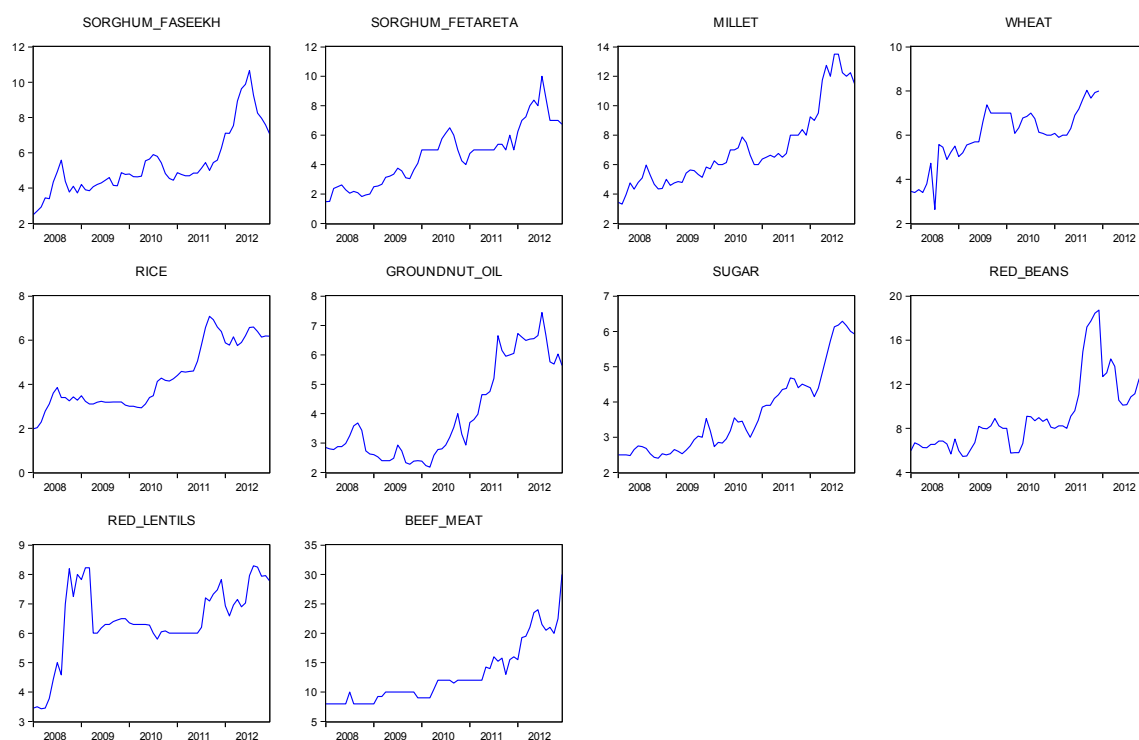 SORGHUM_FASEEKH SORGHUM_FETARETA MILLET WHEAT
12 12 14 10
10 10 12
8 8 10 8
6 6 8 6
4 4 6 4
2 2 4
2 0 2 2
2008 2009 2010 2011 2012 2008 2009 2010 2011 2012 2008 2009 2010 2011 2012 2008 2009 2010 2011 2012
RICE GROUNDNUT_OIL SUGAR RED_BEANS
8 8 7 20
7 6 16
6 6 5 12
4 5 4 8
2 4 3 4
0 3 2
2
2008 2009 2010 2011 2012 2008 2009 2010 2011 2012 2008 2009 2010 2011 2012 2008 2009 2010 2011 2012
RED_LENTILS BEEF_MEAT
9 35
8 30
7 25
6 20
5 15
4 10
3 5
2008 2009 2010 2011 2012 2008 2009 2010 2011 2012